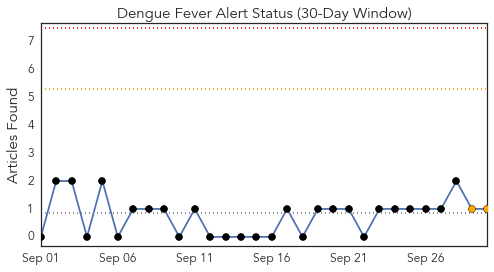 Dengue Fever Alert Status (30-Day Window)
Articles Found
7
6
5
4
3
2
1
0
Sep 01 Sep 06 Sep 11 Sep 16 Sep 21 Sep 26